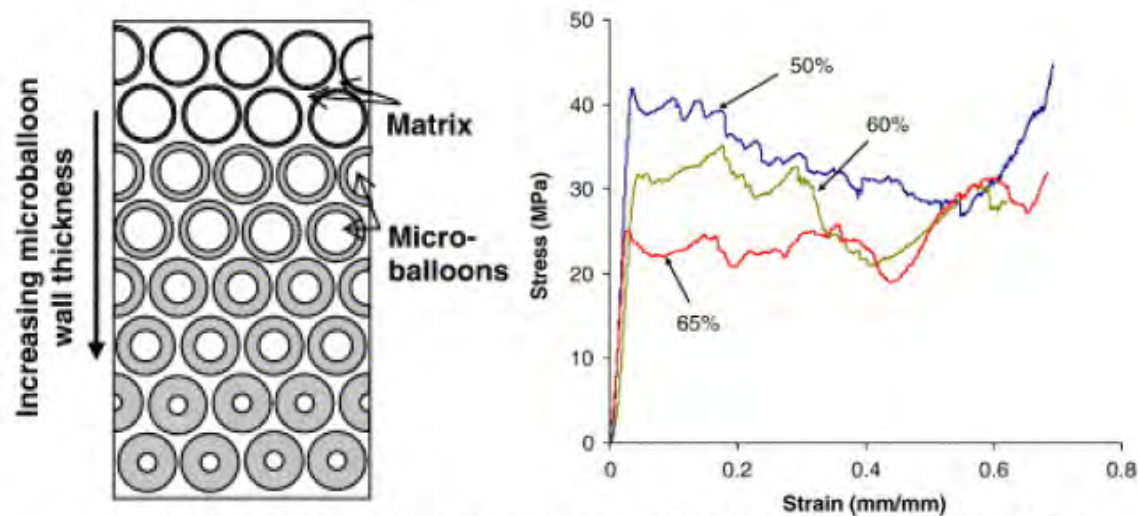 Increasing microballoon
wall thickness
Matrix
Micro-
balloons
50
40
30
20
10
0
Stress (MPa)
50%
60%
65%
0
0.2
0.4
0.6
0.8
Strain (mm/mm)